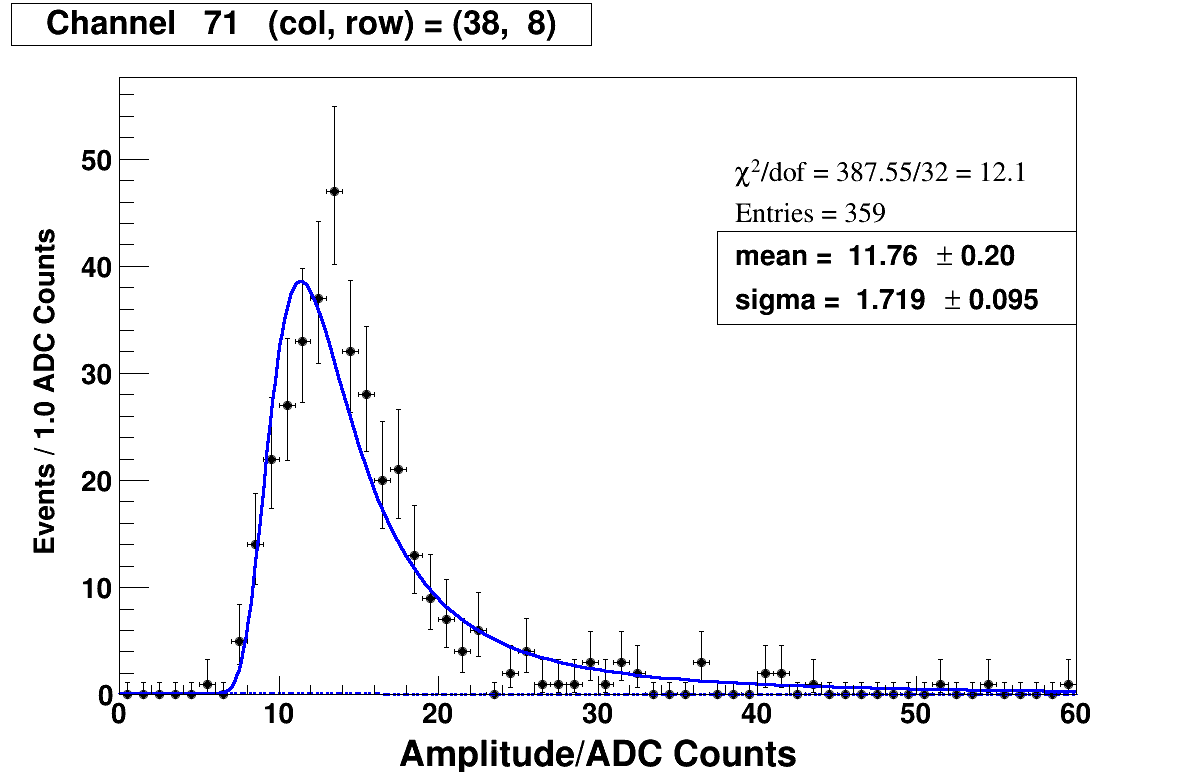 Channel 71 (col, row) = (38, 8)
χ²/dof = 387.55/32 = 12.1
Entries = 359
mean = 11.76 ± 0.20
sigma = 1.719 ± 0.095
Events / 1.0 ADC Counts
50
40
30
20
10
0
0 10 20 30 40 50 60
Amplitude/ADC Counts